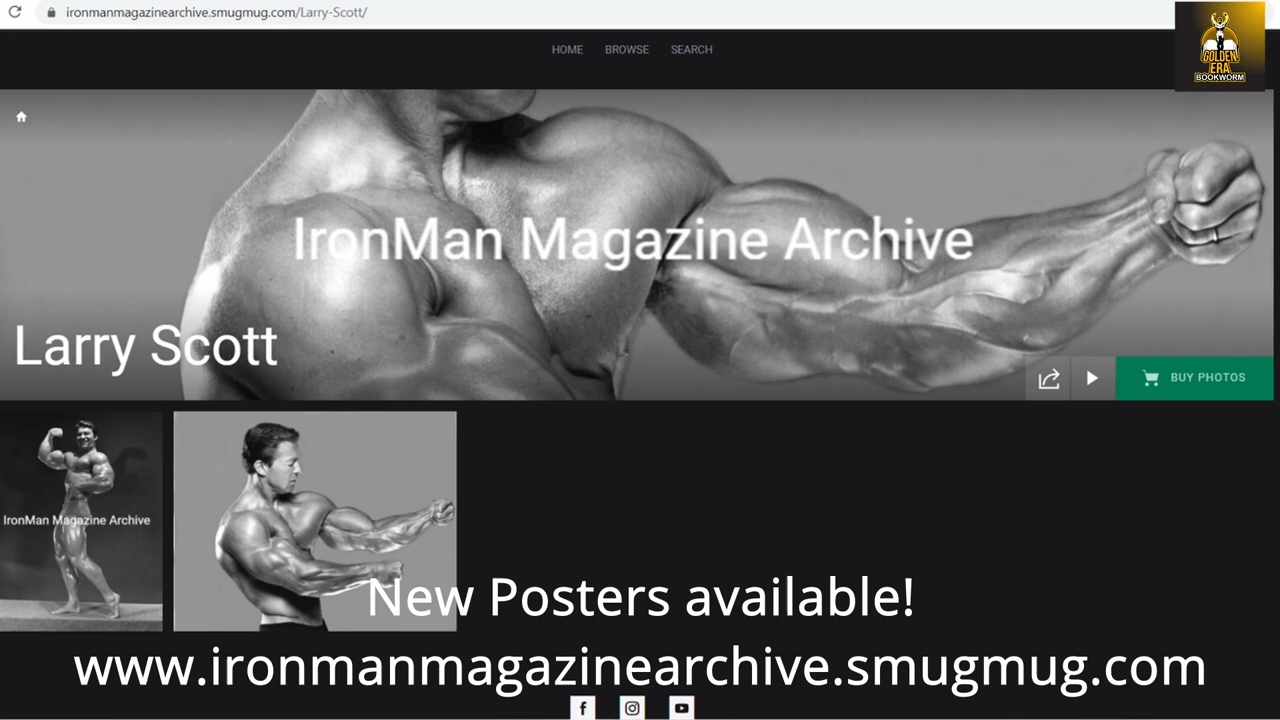 ironmanmagazinearchive.smugmug.com/Larry-Scott/
HOME BROWSE SEARCH
GOLDEN
ERA
BOOKWORM
IronMan Magazine Archive
Larry Scott
BUY PHOTOS
IronMan Magazine Archive
New Posters available!
www.ironmanmagazinearchive.smugmug.com
f